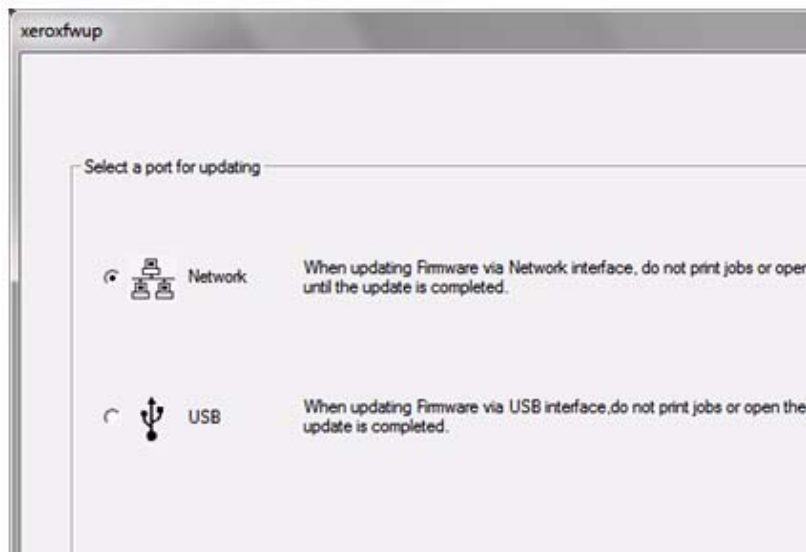 xeroxfwup
Select a port for updating
Network
When updating Firmware via Network interface, do not print jobs or open
until the update is completed.
USB
When updating Firmware via USB interface,do not print jobs or open the
update is completed.